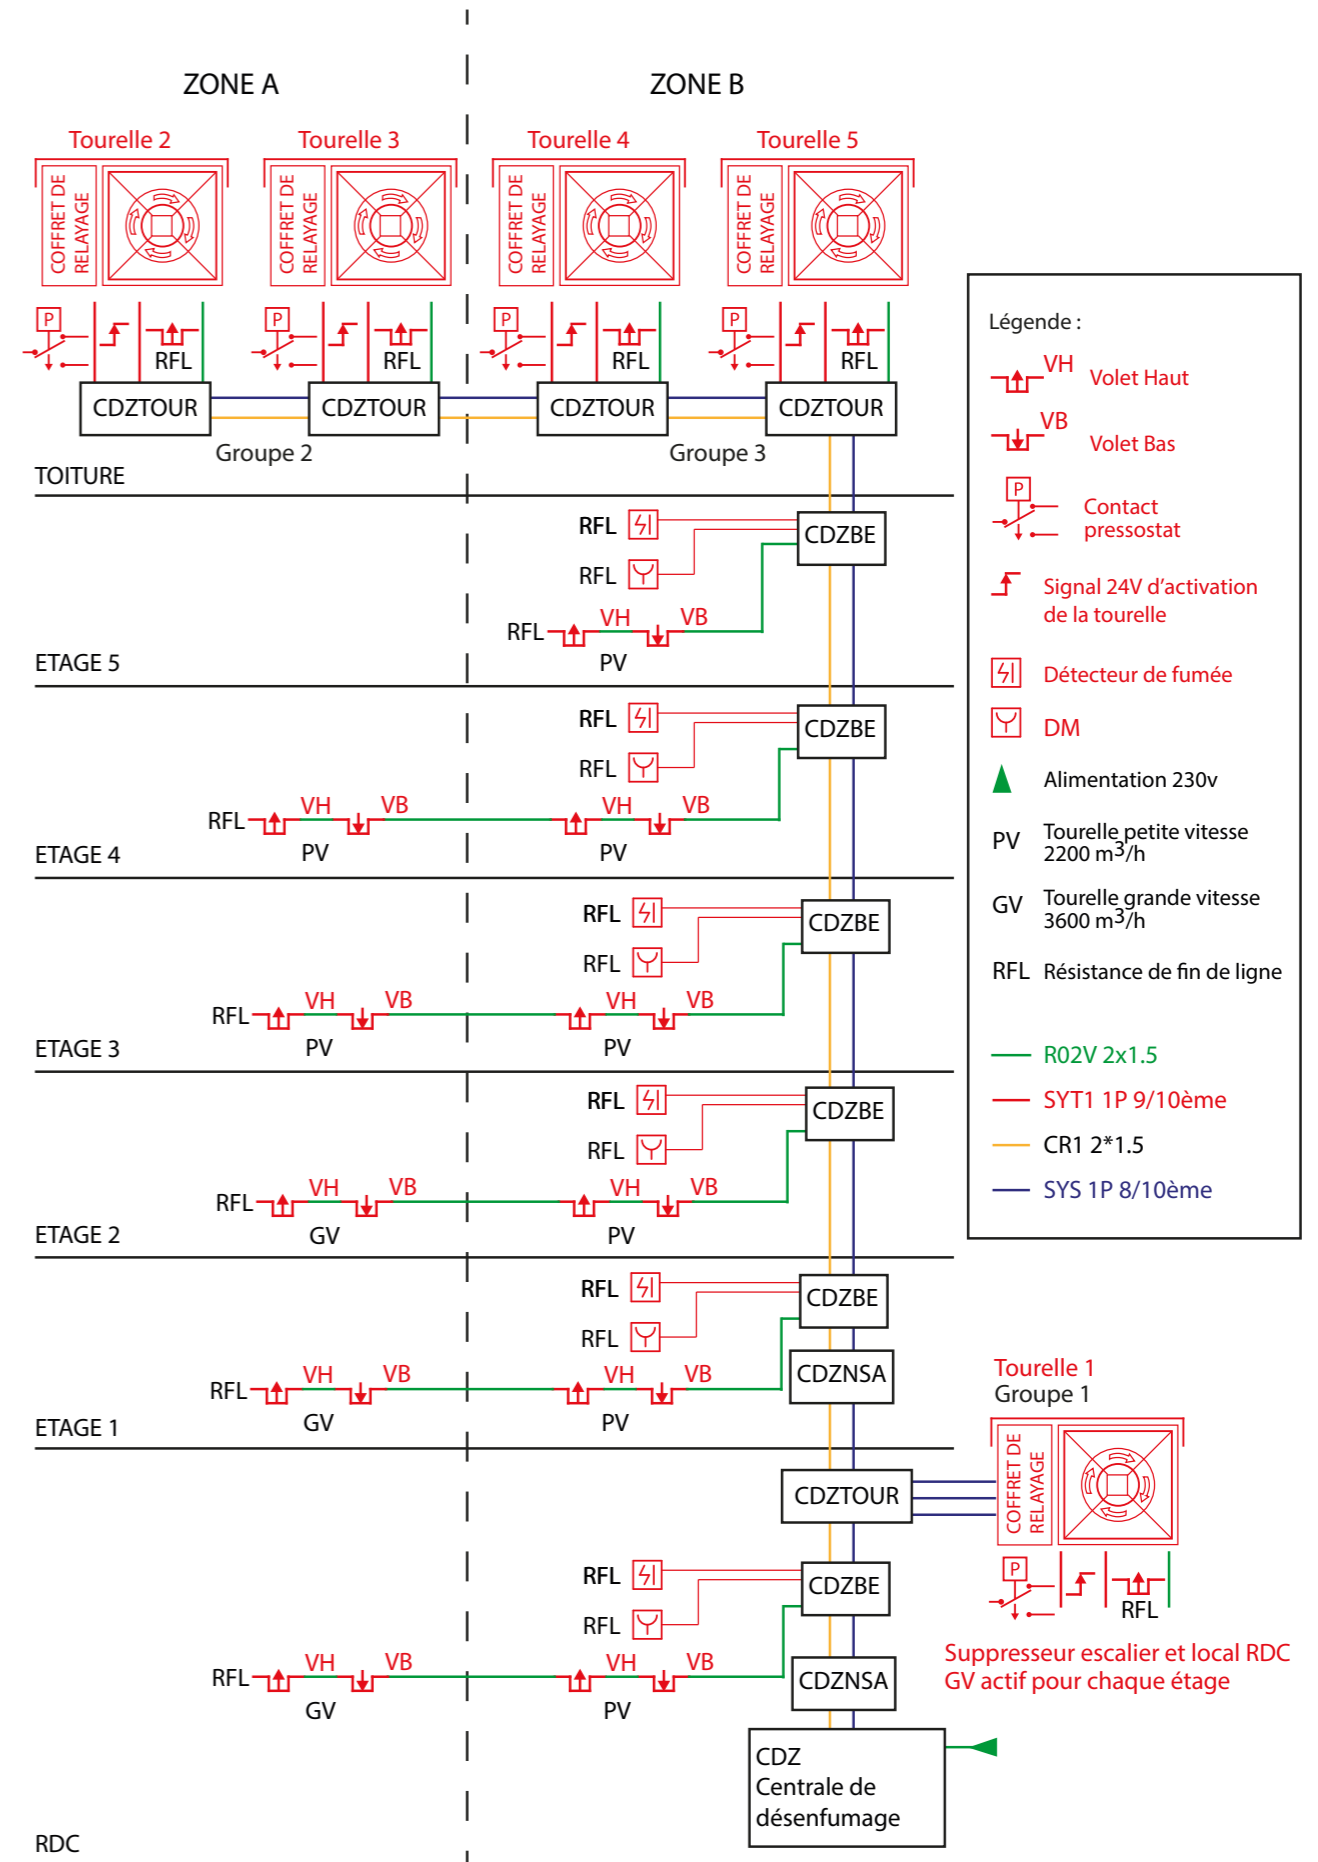 ZONE A
ZONE B
Tourelle 2
Tourelle 3
Tourelle 4
Tourelle 5
COFFRET DE
RELAYAGE
COFFRET DE
RELAYAGE
COFFRET DE
RELAYAGE
COFFRET DE
RELAYAGE
P
RFL
P
RFL
P
RFL
P
RFL
CDZTOUR
CDZTOUR
CDZTOUR
CDZTOUR
Groupe 2
Groupe 3
TOITURE
RFL
CDZBE
RFL
RFL
VH
VB
PV
ETAGE 5
RFL
CDZBE
RFL
RFL
VH
VB
VH
VB
PV
PV
ETAGE 4
RFL
CDZBE
RFL
RFL
VH
VB
VH
VB
PV
PV
ETAGE 3
RFL
CDZBE
RFL
RFL
VH
VB
VH
VB
GV
PV
ETAGE 2
RFL
CDZBE
RFL
CDZNSA
RFL
VH
VB
VH
VB
GV
PV
ETAGE 1
CDZTOUR
Tourelle 1
Groupe 1
COFFRET DE
RELAYAGE
P
RFL
Suppresseur escalier et local RDC
GV actif pour chaque étage
RFL
CDZBE
RFL
RFL
VH
VB
VH
VB
CDZNSA
GV
PV
CDZ
Centrale de
désenfumage
RDC
Légende :
VH
Volet Haut
VB
Volet Bas
P
Contact
pressostat
Signal 24V d’activation
de la tourelle
Détecteur de fumée
DM
Alimentation 230v
PV
Tourelle petite vitesse
2200 m3/h
GV
Tourelle grande vitesse
3600 m3/h
RFL Résistance de fin de ligne
R02V 2x1.5
SYT1 1P 9/10ème
CR1 2*1.5
SYS 1P 8/10ème